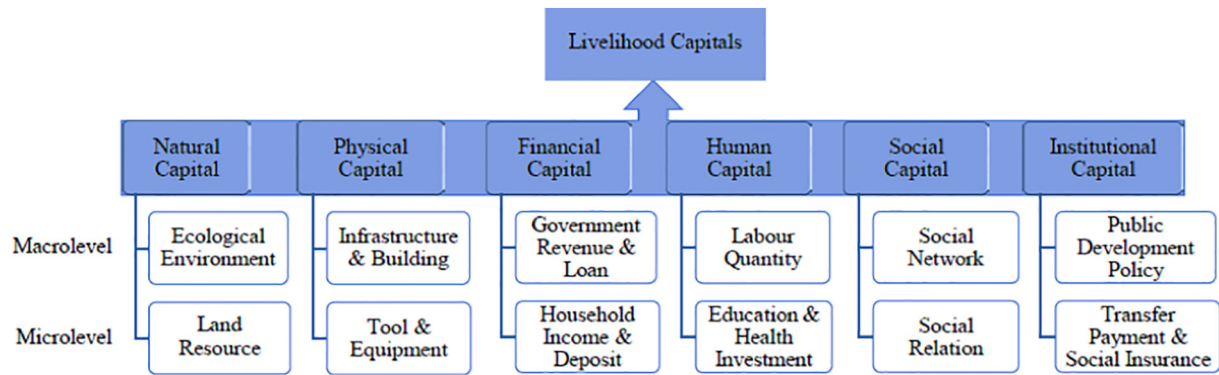 Livelihood Capitals
Natural
Capital
Physical
Capital
Financial
Capital
Human
Capital
Social
Capital
Institutional
Capital
Macrolevel
Ecological
Environment
Infrastructure
& Building
Government
Revenue &
Loan
Labour
Quantity
Social
Network
Public
Development
Policy
Microlevel
Land
Resource
Tool &
Equipment
Household
Income &
Deposit
Education &
Health
Investment
Social
Relation
Transfer
Payment &
Social Insurance